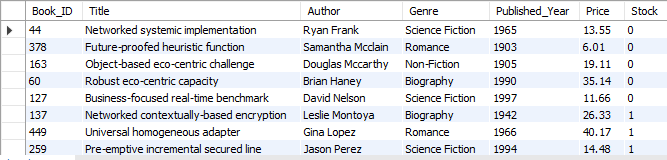 Book_ID Title Author Genre Published_Year Price Stock
44 Networked systemic implementation Ryan Frank Science Fiction 1965 13.55 0
378 Future-proofed heuristic function Samantha Mcclain Romance 1903 6.01 0
163 Object-based eco-centric challenge Douglas Mccarthy Non-Fiction 1905 19.11 0
60 Robust eco-centric capacity Brian Haney Biography 1990 35.14 0
127 Business-focused real-time benchmark David Nelson Science Fiction 1997 11.66 0
137 Networked contextually-based encryption Leslie Montoya Biography 1942 26.33 1
449 Universal homogeneous adapter Gina Lopez Romance 1966 40.17 1
259 Pre-emptive incremental secured line Jason Perez Science Fiction 1994 14.48 1